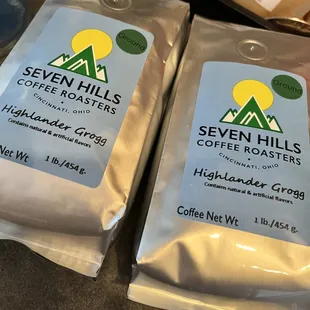 Ground
SEVEN HILLS
COFFEE ROASTERS
CINCINNATI, OHIO
Highlander Grogg
Contains natural & artificial flavors
Net Wt 1 lb./454 g.
Ground
SEVEN HILLS
COFFEE ROASTERS
CINCINNATI, OHIO
Highlander Grogg
Contains natural & artificial flavors
Coffee Net Wt 1 lb./454 g.